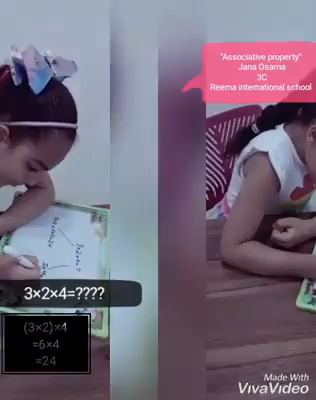 "Associative property"
Jana Osama
3C
Reema international school
3×2×4=????
(3×2)×4
=6×4
=24
Made With
VivaVideo